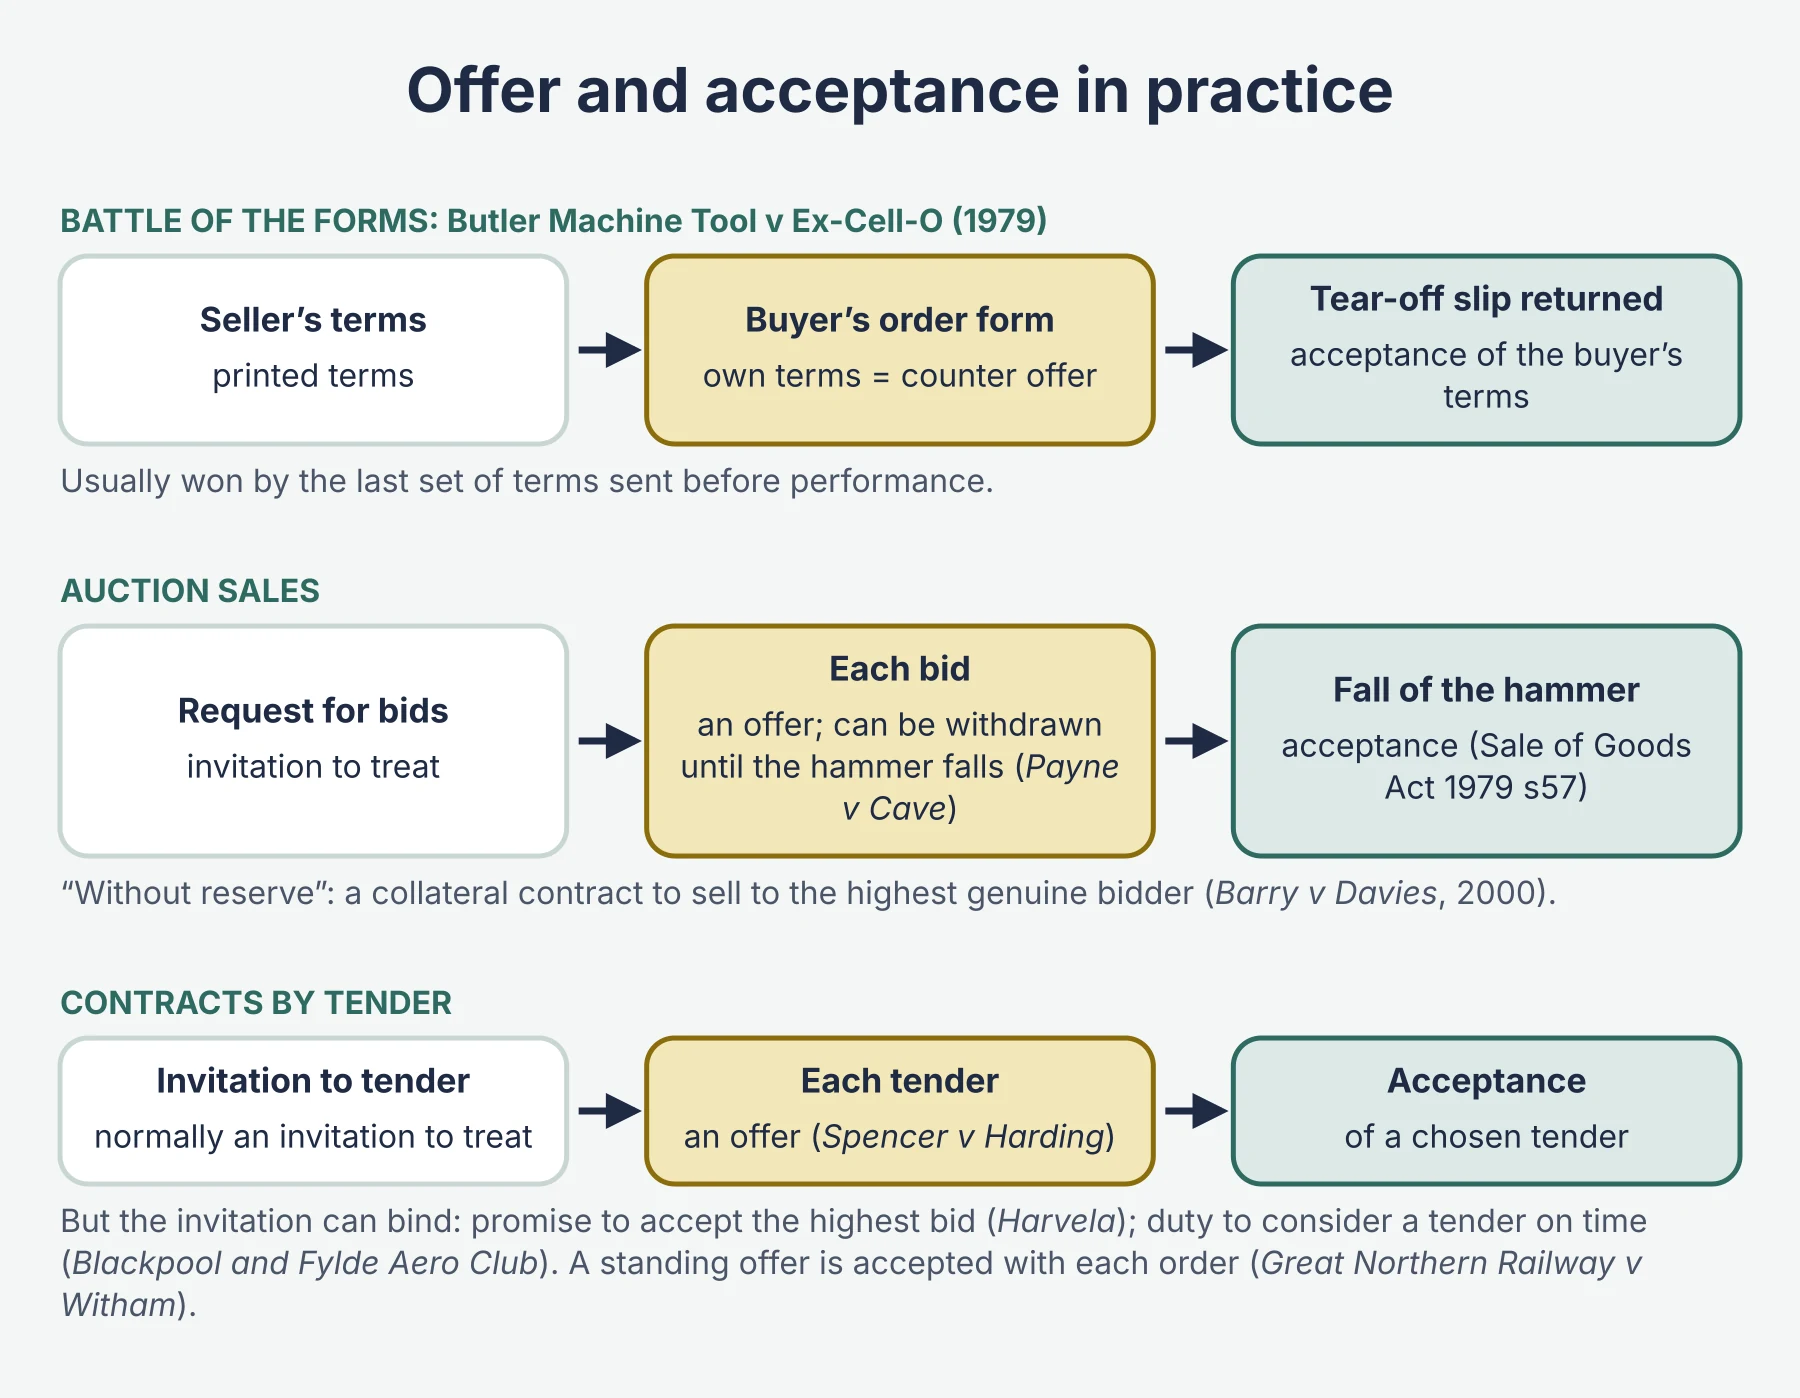 Offer and acceptance in practice
BATTLE OF THE FORMS: Butler Machine Tool v Ex-Cell-O (1979)
Seller’s terms
printed terms
Buyer’s order form
own terms = counter offer
Tear-off slip returned
acceptance of the buyer’s
terms
Usually won by the last set of terms sent before performance.
AUCTION SALES
Request for bids
invitation to treat
Each bid
an offer; can be withdrawn
until the hammer falls (Payne
v Cave)
Fall of the hammer
acceptance (Sale of Goods
Act 1979 s57)
“Without reserve”: a collateral contract to sell to the highest genuine bidder (Barry v Davies, 2000).
CONTRACTS BY TENDER
Invitation to tender
normally an invitation to treat
Each tender
an offer (Spencer v Harding)
Acceptance
of a chosen tender
But the invitation can bind: promise to accept the highest bid (Harvela); duty to consider a tender on time
(Blackpool and Fylde Aero Club). A standing offer is accepted with each order (Great Northern Railway v
Witham).